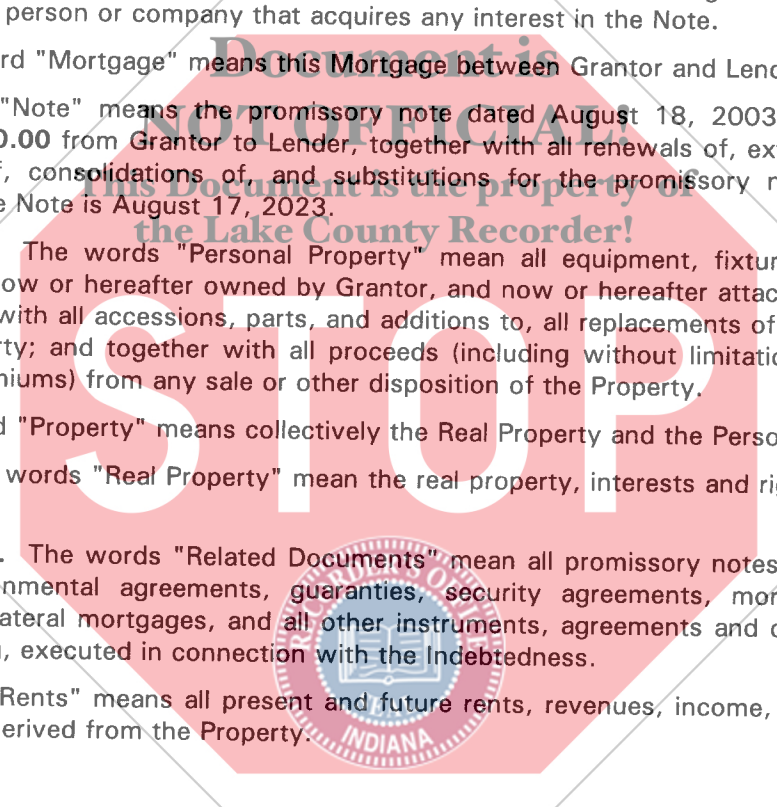 person or company that acquires any interest in the Note.
Document is
rd "Mortgage" means this Mortgage between Grantor and Lend
"Note" means the promissory note dated August 18, 2003
NOT OFFICIAL!
0.00 from Grantor to Lender, together with all renewals of, ext
, consolidations of, and substitutions for the promissory n
This Document is the property of
e Note is August 17, 2023.
the Lake County Recorder!
The words "Personal Property" mean all equipment, fixtur
ow or hereafter owned by Grantor, and now or hereafter attac
with all accessions, parts, and additions to, all replacements of
rty; and together with all proceeds (including without limitatio
niums) from any sale or other disposition of the Property.
STOP
"Property" means collectively the Real Property and the Perso
words "Real Property" mean the real property, interests and rig
. The words "Related Documents" mean all promissory notes
nmental agreements, guaranties, security agreements, mor
ateral mortgages, and all other instruments, agreements and
, executed in connection with the Indebtedness.
RECORDER'S OFFICE
Rents" means all present and future rents, revenues, income,
erived from the Property.
INDIANA